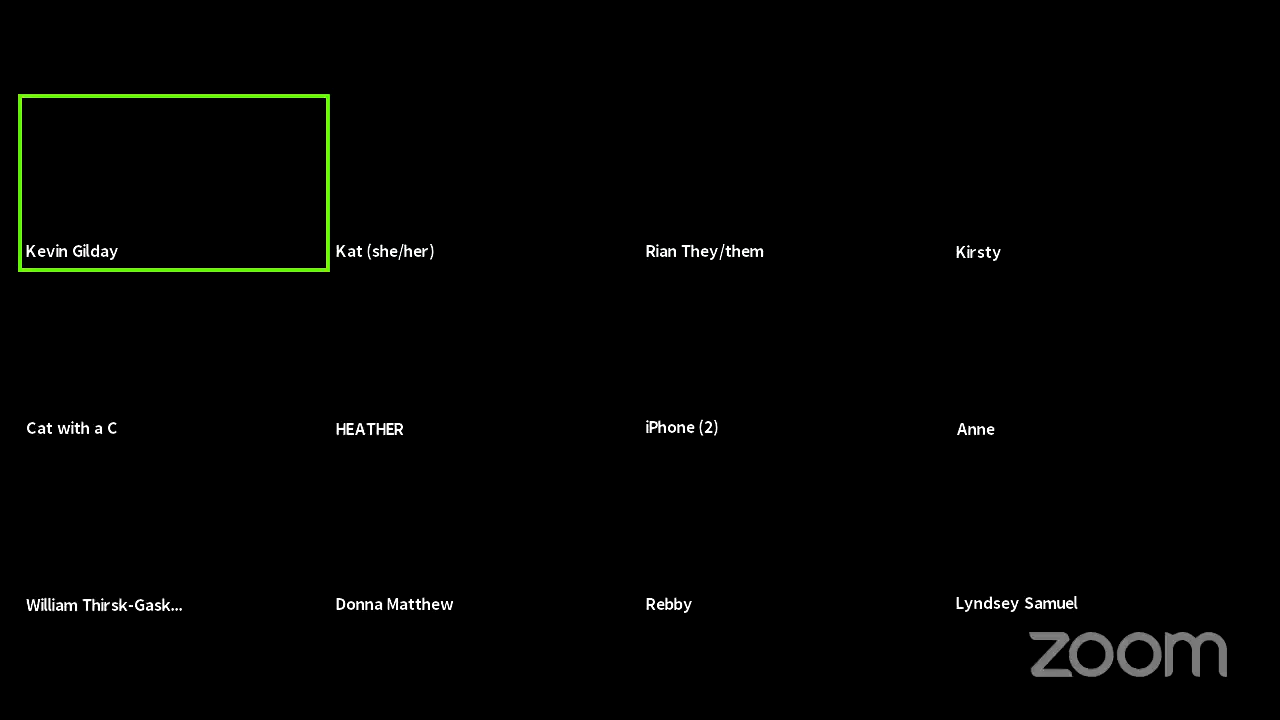 Kevin Gilday
Kat (she/her)
Rian They/them
Kirsty
Cat with a C
HEATHER
iPhone (2)
Anne
William Thirsk-Gask...
Donna Matthew
Rebby
Lyndsey Samuel
zoom